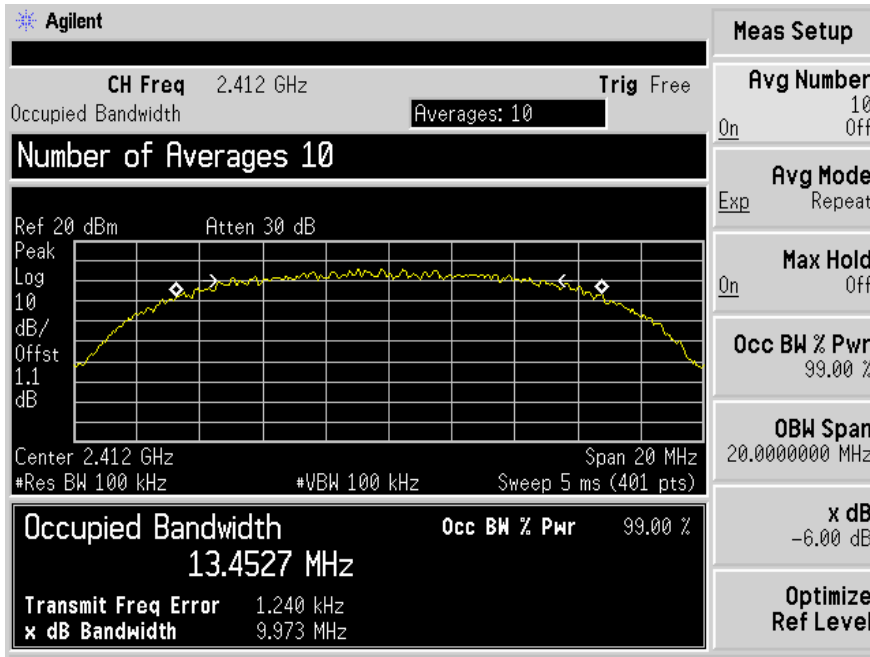 Agilent
CH Freq 2.412 GHz Trig Free
Occupied Bandwidth Averages: 10
Number of Averages 10
Ref 20 dBm Atten 30 dB
Peak
Log
10
dB/
Offst
1.1
dB
Center 2.412 GHz Span 20 MHz
#Res BW 100 kHz #VBW 100 kHz Sweep 5 ms (401 pts)
Occupied Bandwidth Occ BW % Pwr 99.00 %
13.4527 MHz
Transmit Freq Error 1.240 kHz
x dB Bandwidth 9.973 MHz
Meas Setup
Avg Number
10
On Off
Avg Mode
Exp Repeat
Max Hold
On Off
Occ BW % Pwr
99.00 %
OBW Span
20.0000000 MHz
x dB
-6.00 dB
Optimize
Ref Level